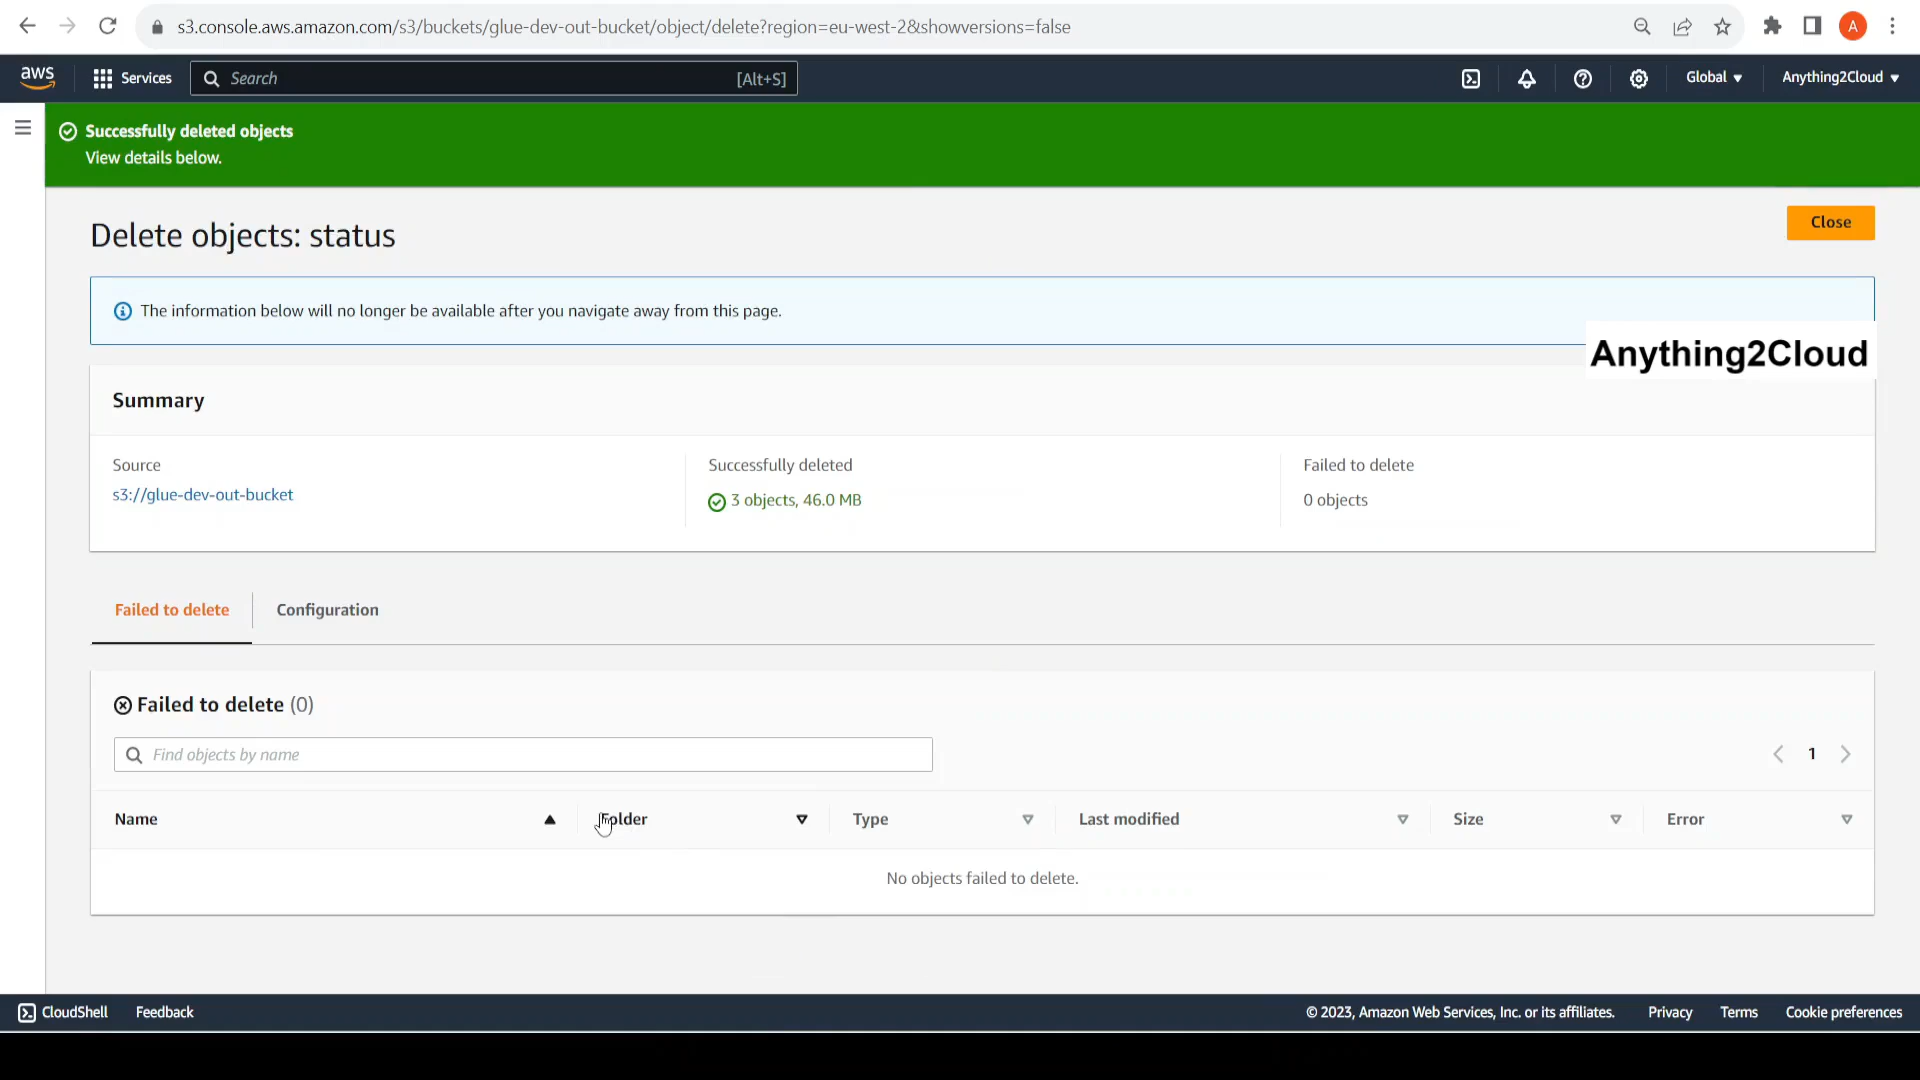 s3.console.aws.amazon.com/s3/buckets/glue-dev-out-bucket/object/delete?region=eu-west-2&showversions=false
A
aws
Services
Search
[Alt+S]
Global
Anything2Cloud
Successfully deleted objects
View details below.
Delete objects: status
Close
The information below will no longer be available after you navigate away from this page.
Anything2Cloud
Summary
Source
Successfully deleted
Failed to delete
s3://glue-dev-out-bucket
3 objects, 46.0 MB
0 objects
Failed to delete
Configuration
Failed to delete (0)
Find objects by name
1
Name
Folder
Type
Last modified
Size
Error
No objects failed to delete.
CloudShell
Feedback
© 2023, Amazon Web Services, Inc. or its affiliates.
Privacy
Terms
Cookie preferences